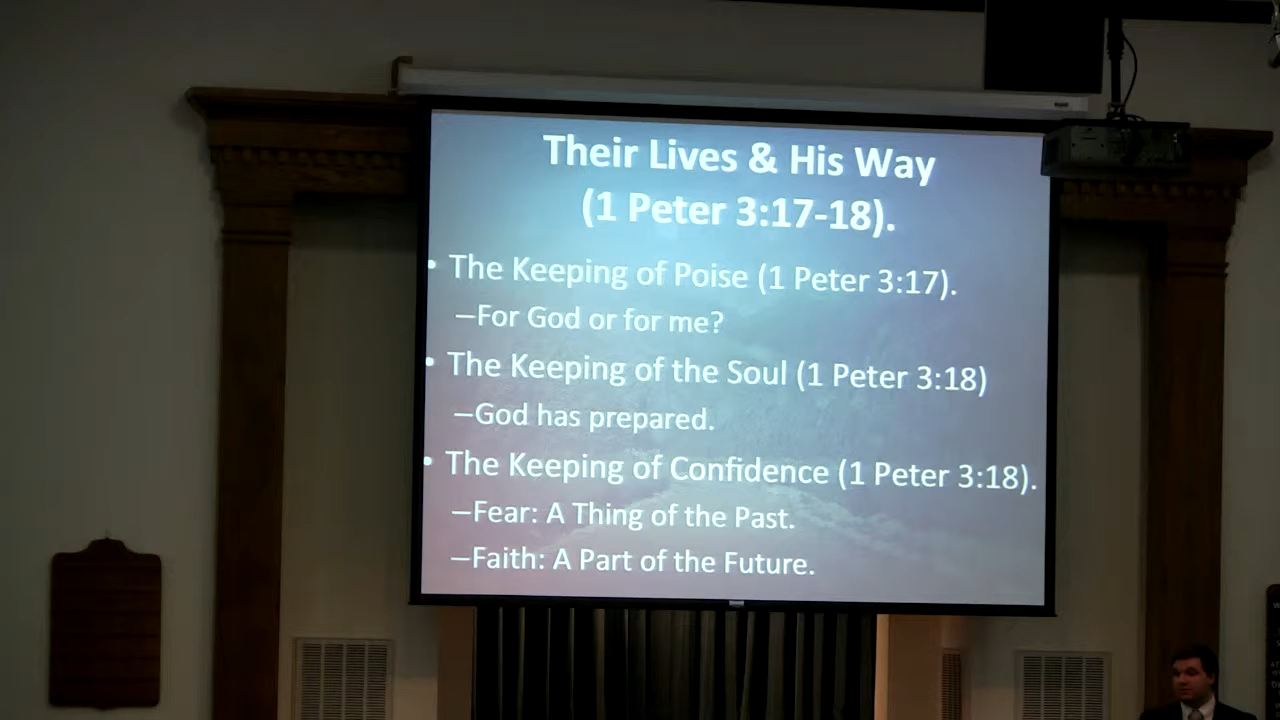 Their Lives & His Way
(1 Peter 3:17-18).
• The Keeping of Poise (1 Peter 3:17).
–For God or for me?
• The Keeping of the Soul (1 Peter 3:18)
–God has prepared.
• The Keeping of Confidence (1 Peter 3:18).
–Fear: A Thing of the Past.
–Faith: A Part of the Future.